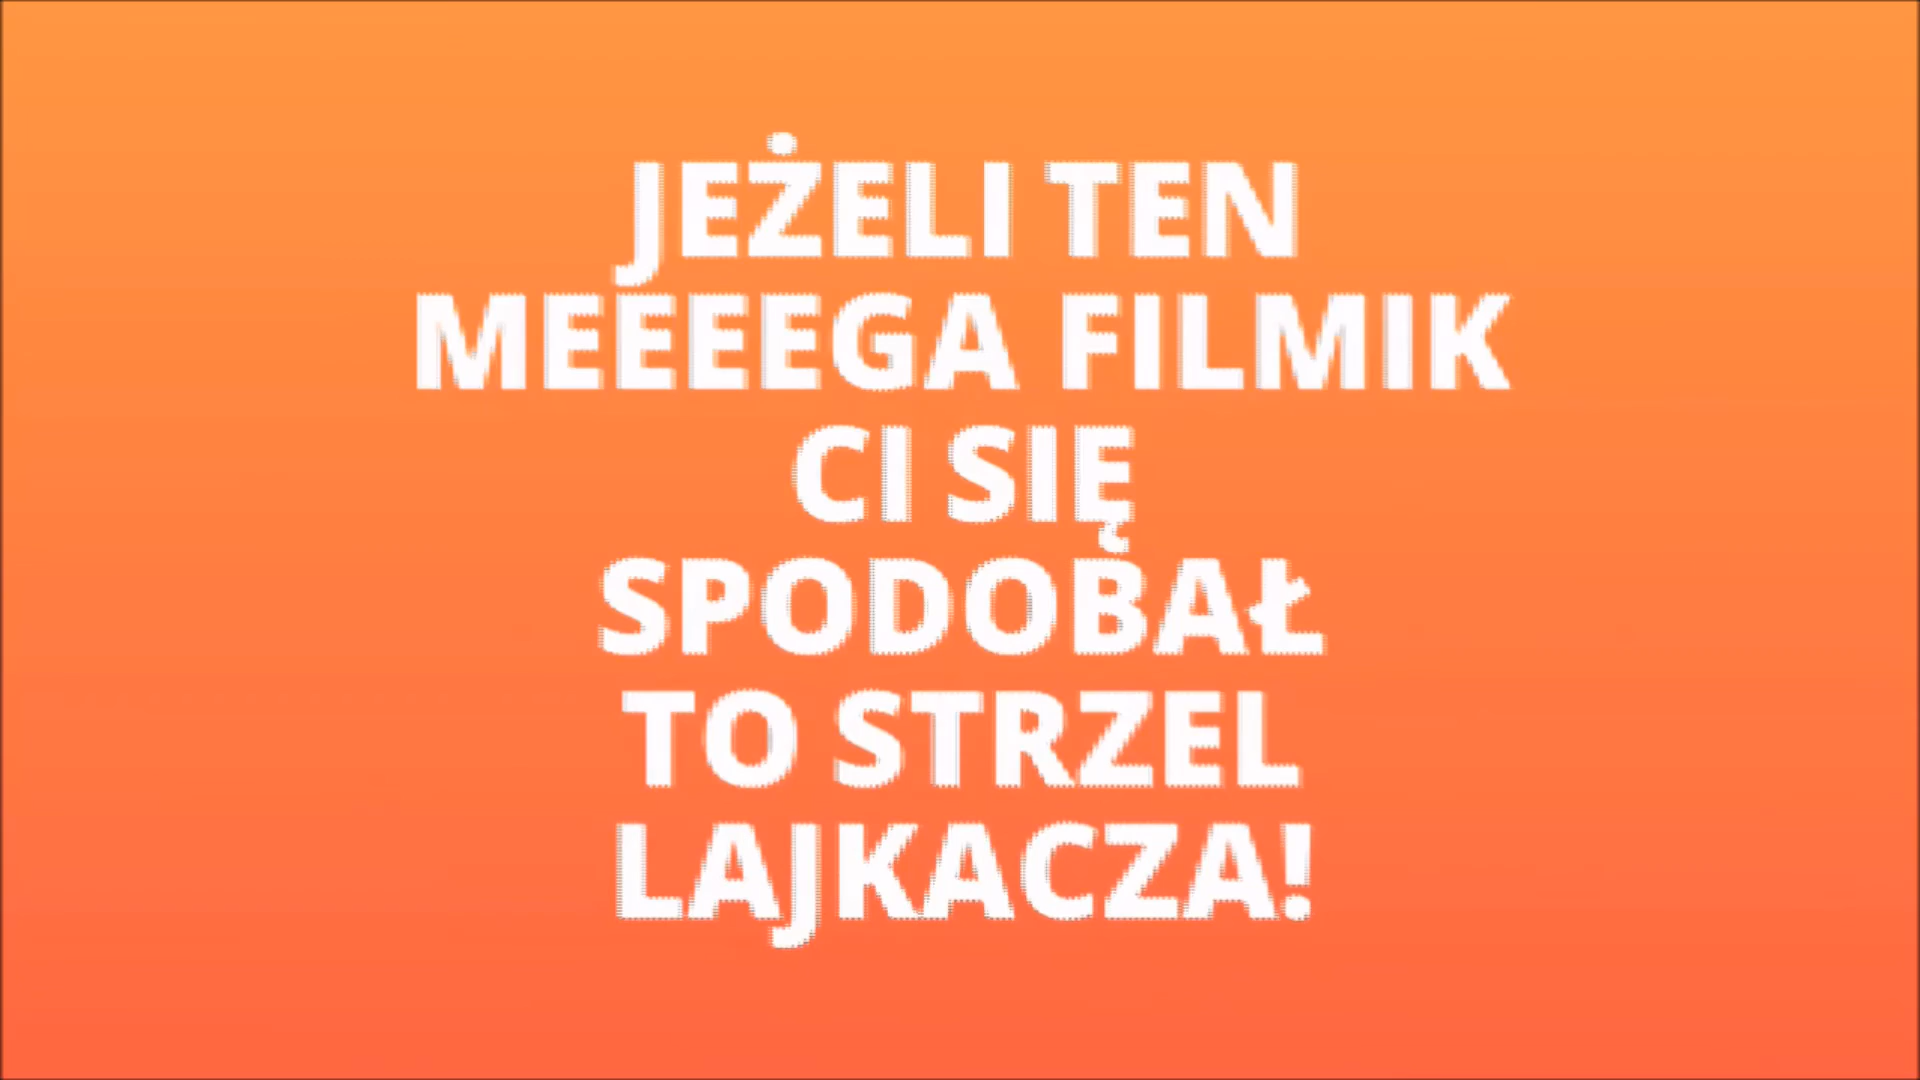 JEŻELI TEN
MEEEEGA FILMIK
CI SIĘ
SPODOBAŁ
TO STRZEL
LAJKACZA!